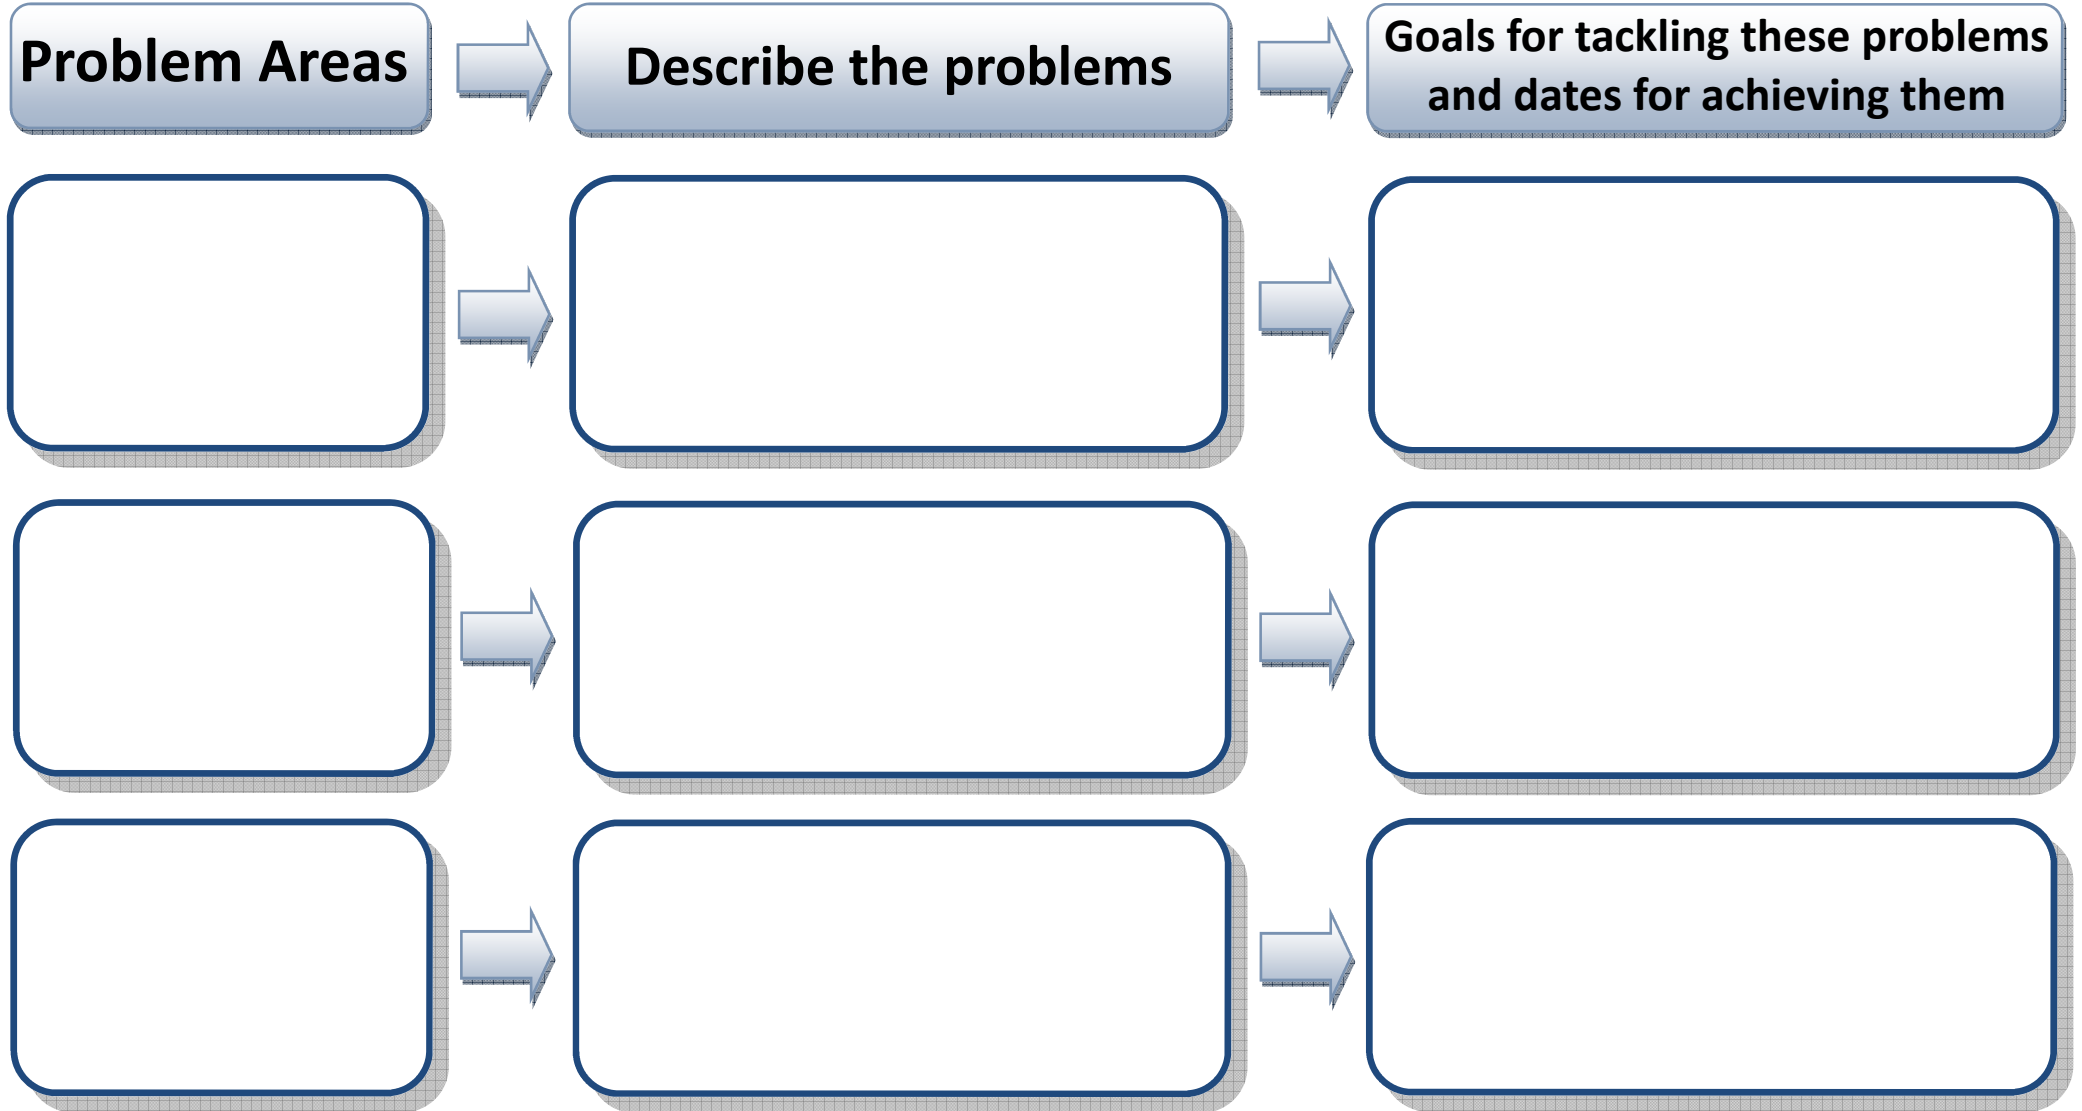 Problem Areas
Describe the problems
Goals for tackling these problems
and dates for achieving them